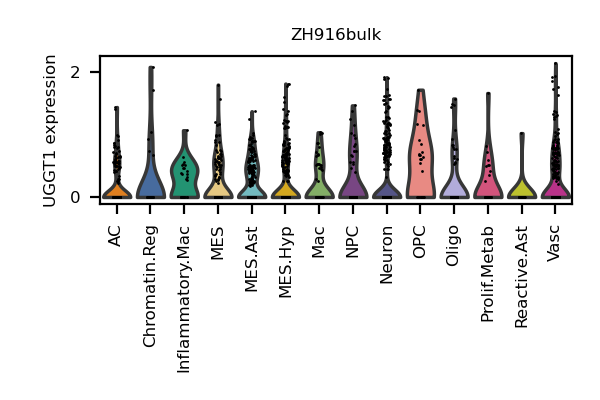 ZH916bulk
UGGT1 expression
2
0
AC
Chromatin.Reg
Inflammatory.Mac
MES
MES.Ast
MES.Hyp
Mac
NPC
Neuron
OPC
Oligo
Prolif.Metab
Reactive.Ast
Vasc